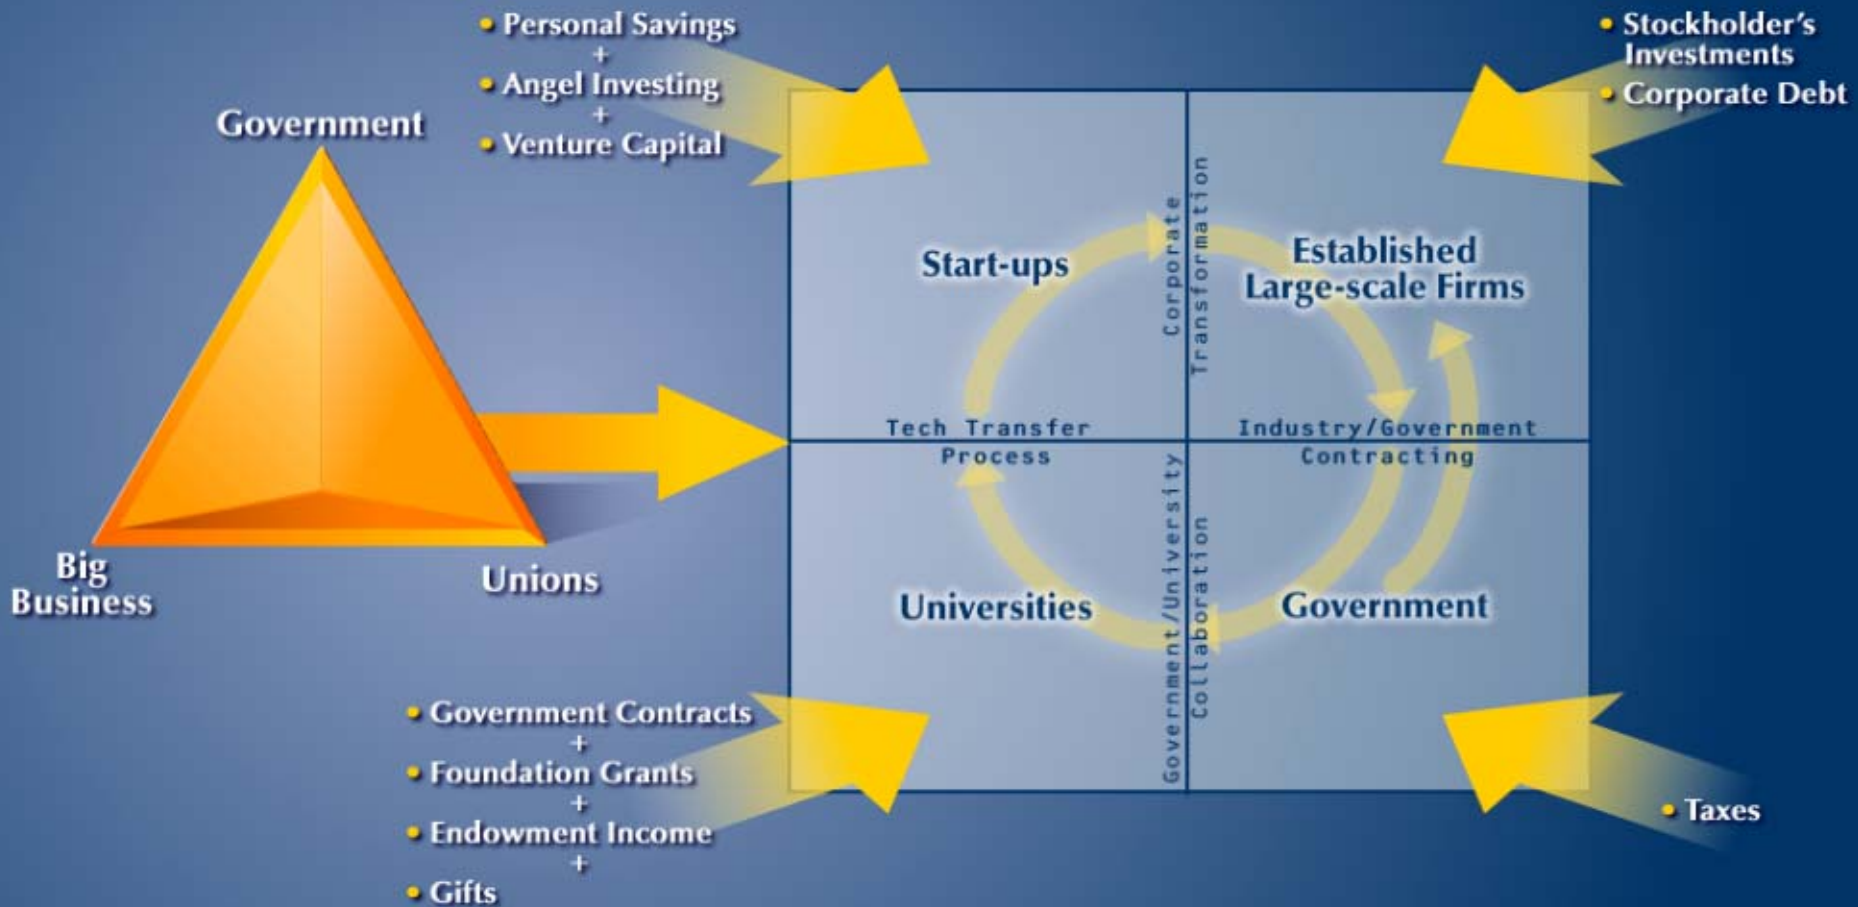 Government
Big
Business
Unions
• Personal Savings
+
• Angel Investing
+
• Venture Capital
• Stockholder's
Investments
• Corporate Debt
Start-ups
Corporate
Transformation
Established
Large-scale Firms
Tech Transfer
Process
Industry/Government
Contracting
Universities
Government/University
Collaboration
Government
• Government Contracts
+
• Foundation Grants
+
• Endowment Income
+
• Gifts
• Taxes